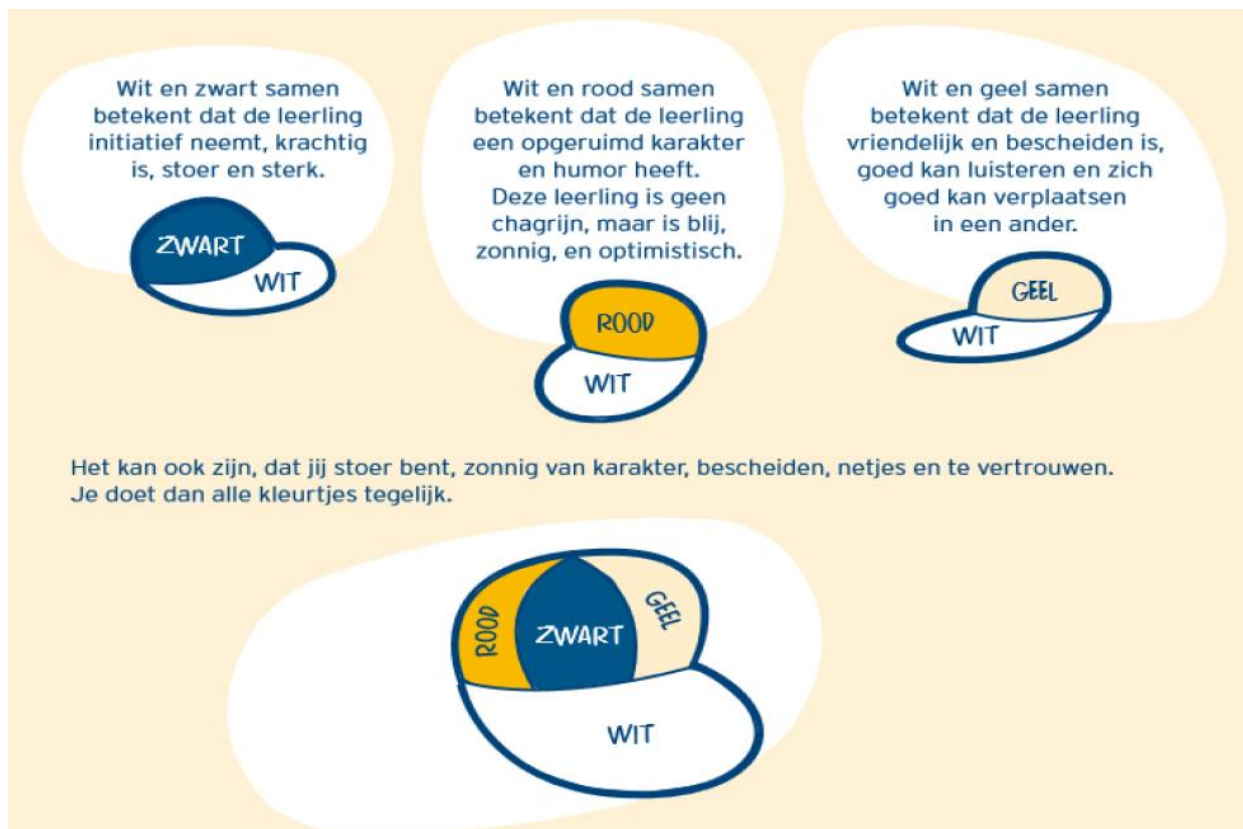 Wit en zwart samen
betekent dat de leerling
initiatief neemt, krachtig
is, stoer en sterk.
ZWART
WIT
Wit en rood samen
betekent dat de leerling
een opgeruimd karakter
en humor heeft.
Deze leerling is geen
chagrijn, maar is blij,
zonnig, en optimistisch.
ROOD
WIT
Wit en geel samen
betekent dat de leerling
vriendelijk en bescheiden is,
goed kan luisteren en zich
goed kan verplaatsen
in een ander.
GEEL
WIT
Het kan ook zijn, dat jij stoer bent, zonnig van karakter, bescheiden, netjes en te vertrouwen.
Je doet dan alle kleurtjes tegelijk.
ROOD
ZWART
GEEL
WIT